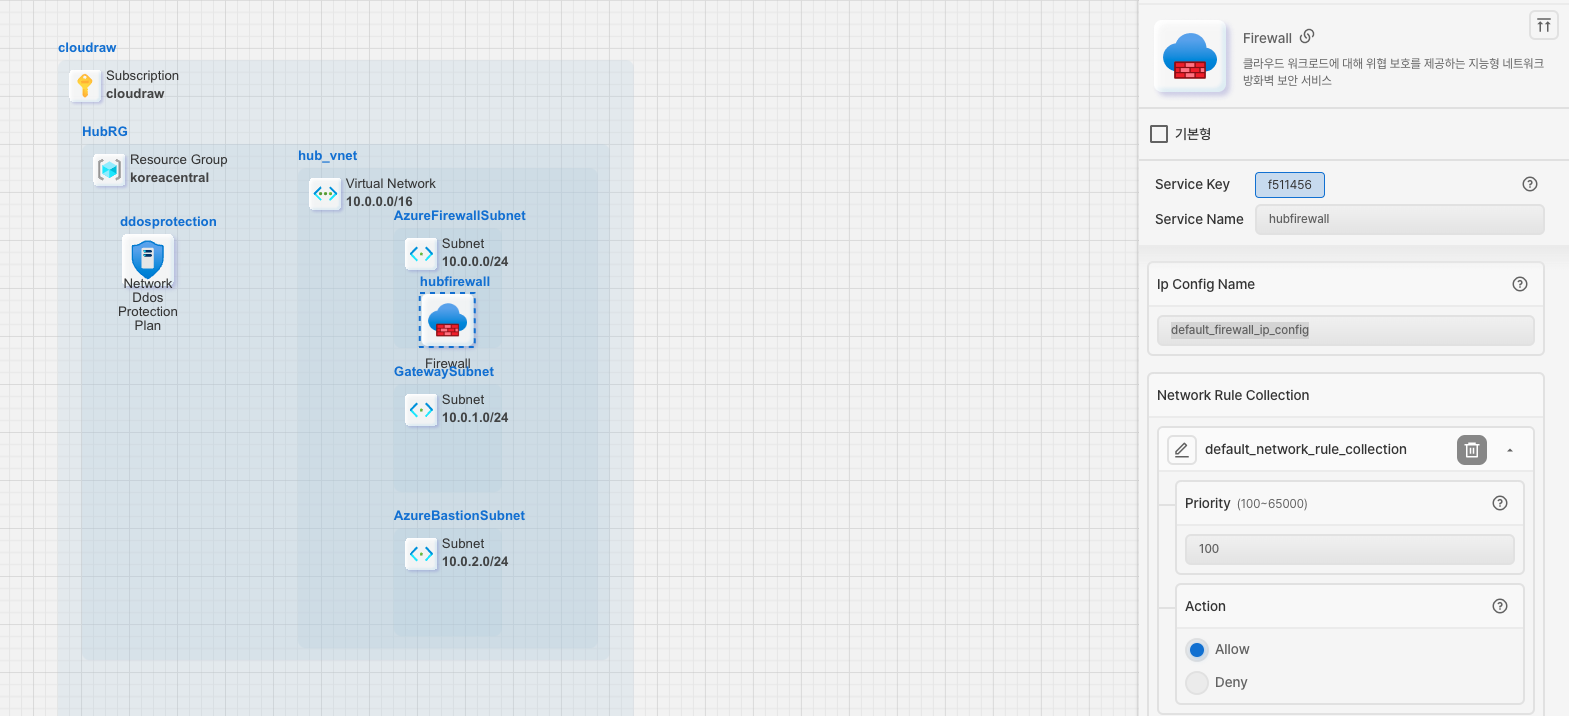 cloudraw
Subscription
cloudraw
HubRG
Resource Group
koreacentral
ddosprotection
Network
Ddos
Protection
Plan
hub_vnet
Virtual Network
10.0.0.0/16
AzureFirewallSubnet
Subnet
10.0.0.0/24
hubfirewall
Firewall
GatewaySubnet
Subnet
10.0.1.0/24
AzureBastionSubnet
Subnet
10.0.2.0/24
Firewall
클라우드 워크로드에 대해 위협 보호를 제공하는 지능형 네트워크
방화벽 보안 서비스
기본형
Service Key f511456
Service Name hubfirewall
Ip Config Name
default_firewall_ip_config
Network Rule Collection
default_network_rule_collection
Priority (100~65000)
100
Action
Allow
Deny